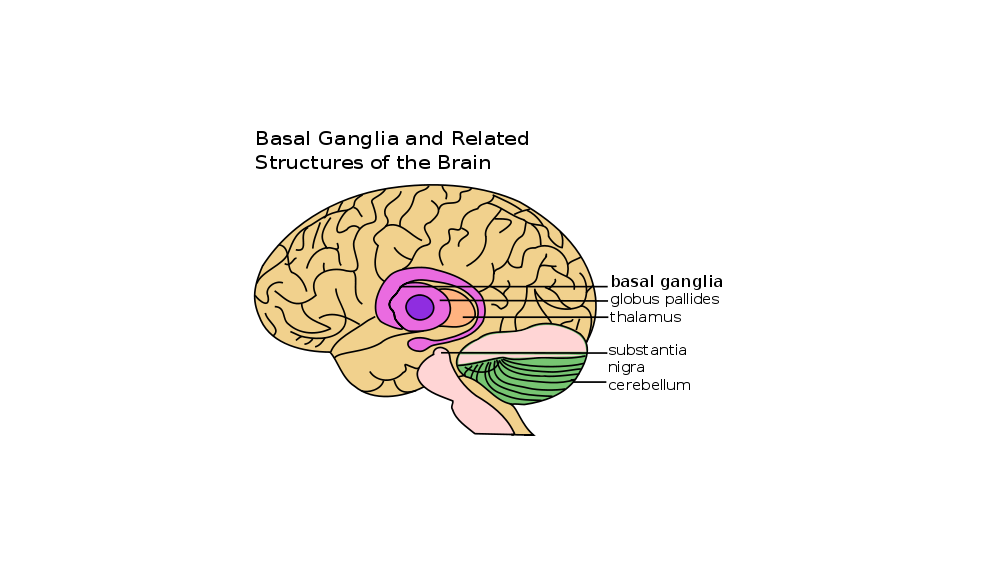 Basal Ganglia and Related
Structures of the Brain
basal ganglia
globus pallides
thalamus
substantia
nigra
cerebellum